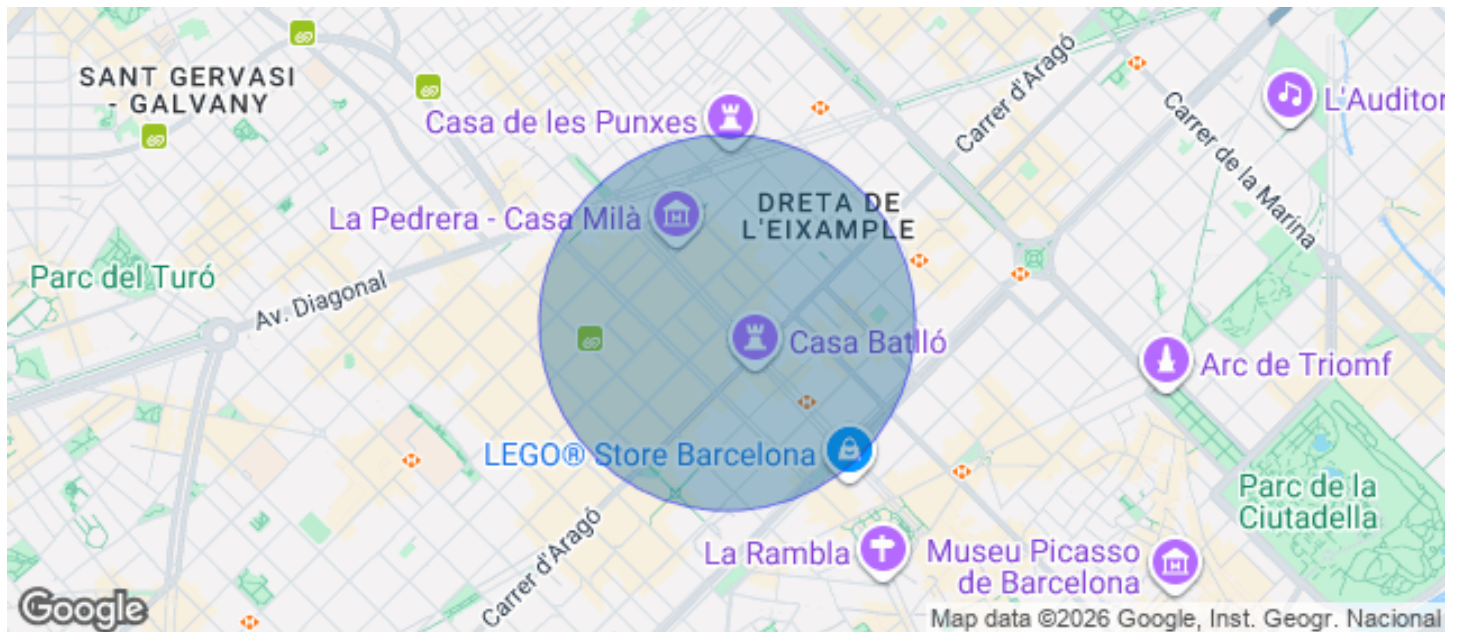 SANT GERVASI
- GALVANY
Casa de les Punxes
Carrer d'Aragó
L'Auditor
Carrer de la Marina
La Pedrera - Casa Milà
DRETA DE
L'EIXAMPLE
Parc del Turó
Av. Diagonal
Casa Batlló
Arc de Triomf
LEGO® Store Barcelona
Parc de la
Ciutadella
Carrer d'Aragó
La Rambla
Museu Picasso
de Barcelona
Google
Map data ©2026 Google, Inst. Geogr. Nacional